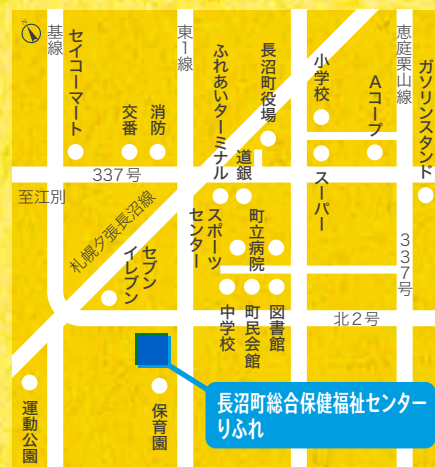 基線
東1線
恵庭栗山線
セイコーマート
交番
消防
ふれあいターミナル
道銀
長沼町役場
小学校
Aコープ
ガソリンスタンド
スーパー
337号
至江別
札幌夕張長沼線
スポーツ
センター
町立病院
337号
セブン
イレブン
中学校
町民会館
図書館
北2号
運動公園
保育園
長沼町総合保健福祉センター
りふれ